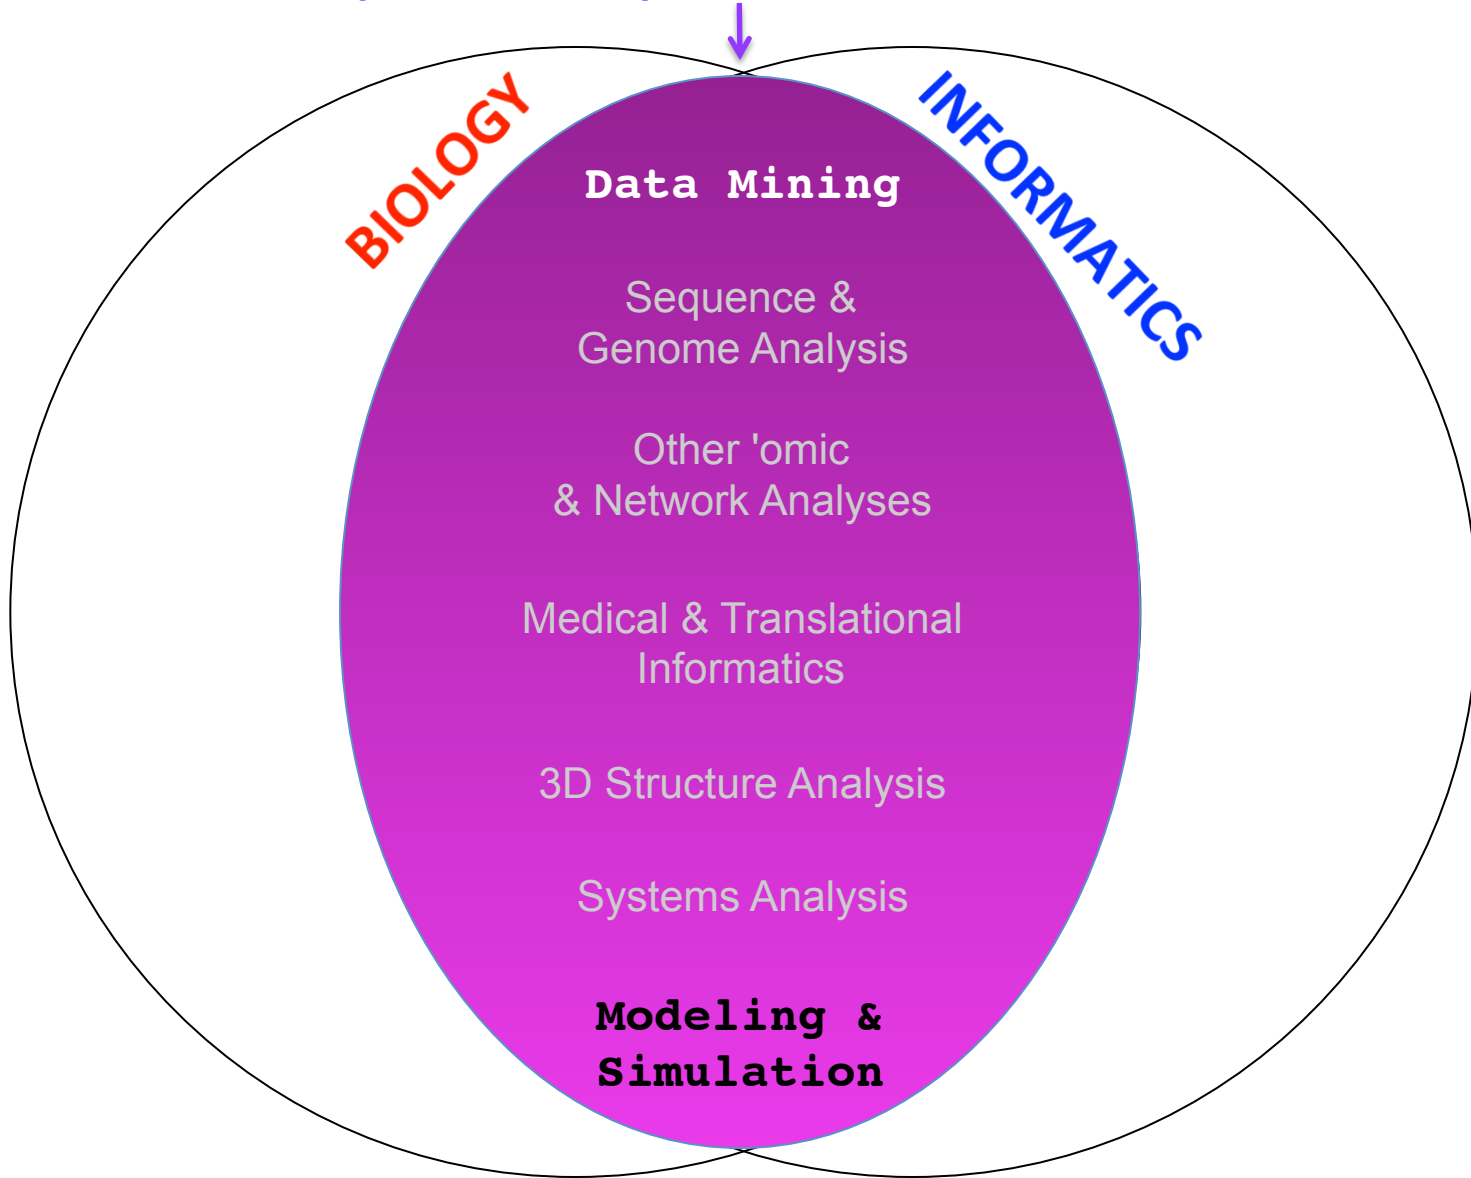 BIOLOGY
INFORMATICS
Data Mining
Sequence &
Genome Analysis
Other 'omic
& Network Analyses
Medical & Translational
Informatics
3D Structure Analysis
Systems Analysis
Modeling &
Simulation